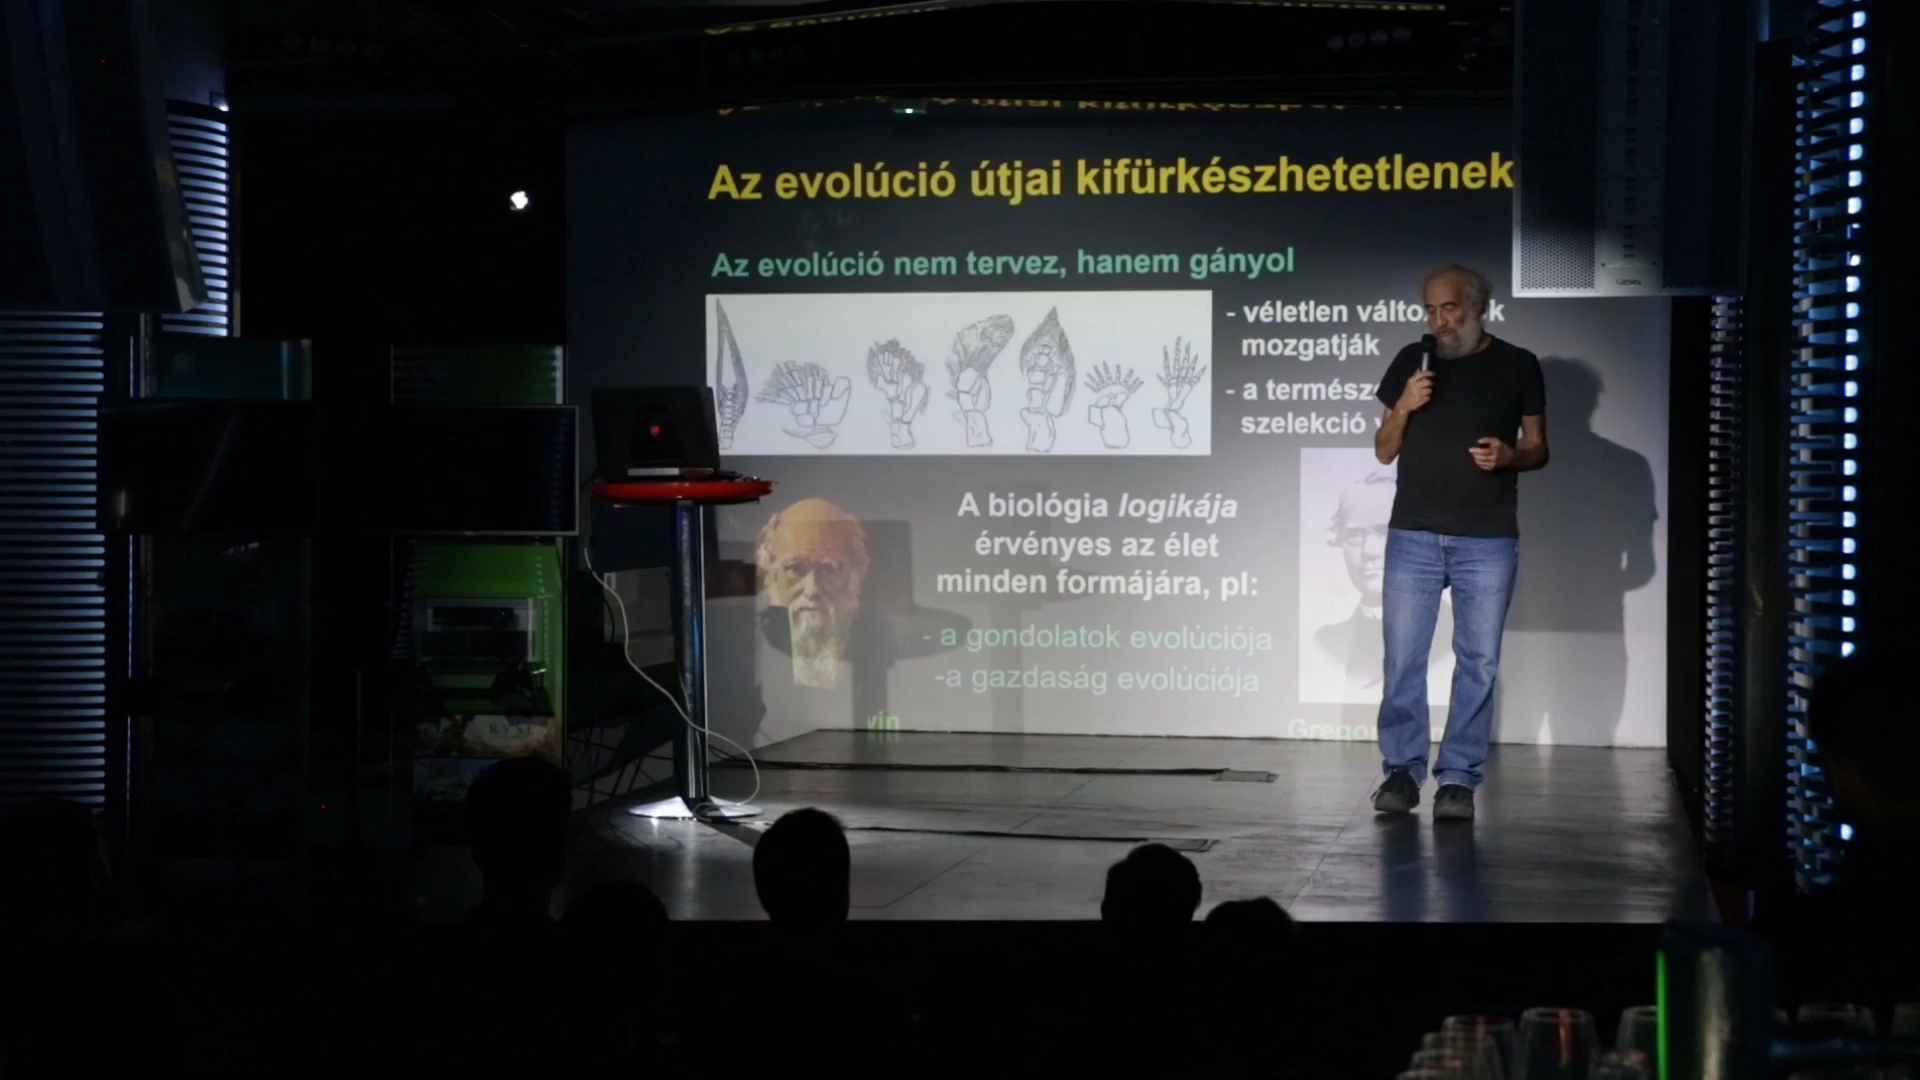 Az evolúció útjai kifürkészhetetlenek
Az evolúció nem tervez, hanem gányol
- véletlen
mozgatják
- a
szelekció
A biológia logikája
érvényes az élet
minden formájára, pl:
- a gondolatok evolúciója
-a gazdaság evolúciója
RYSE